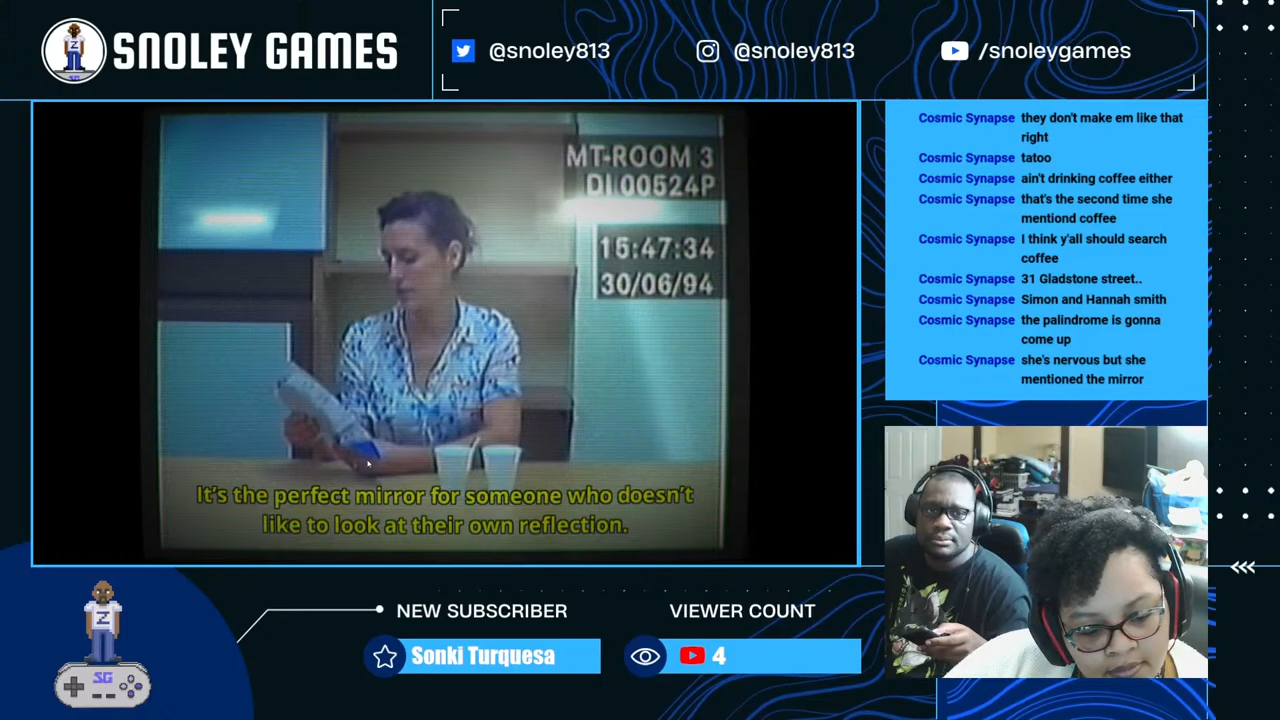 SNOLEY GAMES
@snoley813
@snoley813
/snoleygames
MT-ROOM 3
DI 00524P
15:47:34
30/06/94
It's the perfect mirror for someone who doesn't
like to look at their own reflection.
Cosmic Synapse they don't make em like that
right
Cosmic Synapse tatoo
Cosmic Synapse ain't drinking coffee either
Cosmic Synapse that's the second time she
mentiond coffee
Cosmic Synapse I think y'all should search
coffee
Cosmic Synapse 31 Gladstone street..
Cosmic Synapse Simon and Hannah smith
Cosmic Synapse the palindrome is gonna
come up
Cosmic Synapse she's nervous but she
mentioned the mirror
Z
SG
NEW SUBSCRIBER
Sonki Turquesa
VIEWER COUNT
4